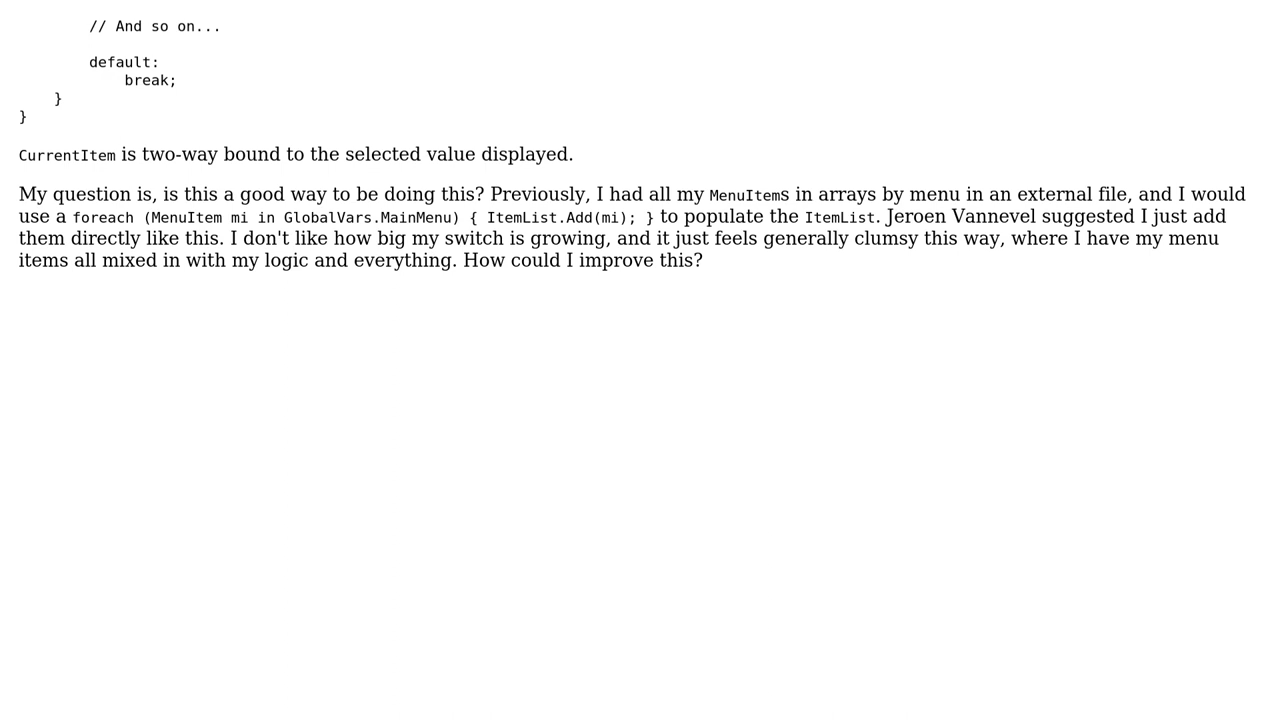 // And so on...
        default:
            break;
    }
}
CurrentItem is two-way bound to the selected value displayed.
My question is, is this a good way to be doing this? Previously, I had all my MenuItems in arrays by menu in an external file, and I would
use a foreach (MenuItem mi in GlobalVars.MainMenu) { ItemList.Add(mi); } to populate the ItemList. Jeroen Vannevel suggested I just add
them directly like this. I don't like how big my switch is growing, and it just feels generally clumsy this way, where I have my menu
items all mixed in with my logic and everything. How could I improve this?